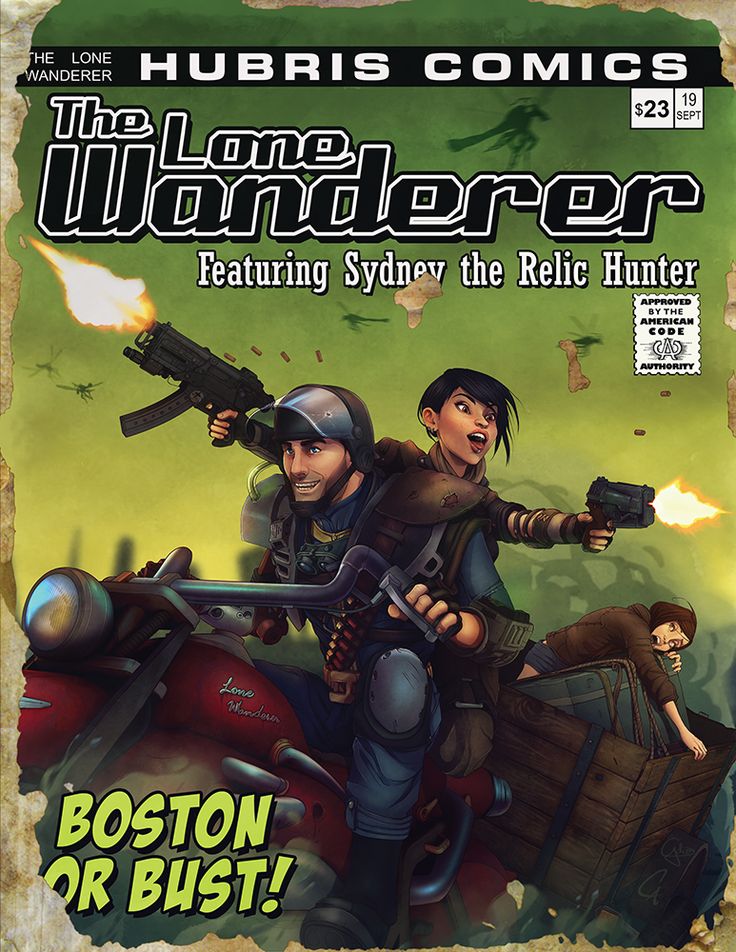 THE LONE
WANDERER
HUBRIS COMICS
$23
19
SEPT
The Lone
Wanderer
Featuring Sydney the Relic Hunter
APPROVED
BY THE
AMERICAN
CODE
AUTHORITY
Lone
Wanderer
BOSTON
OR BUST!